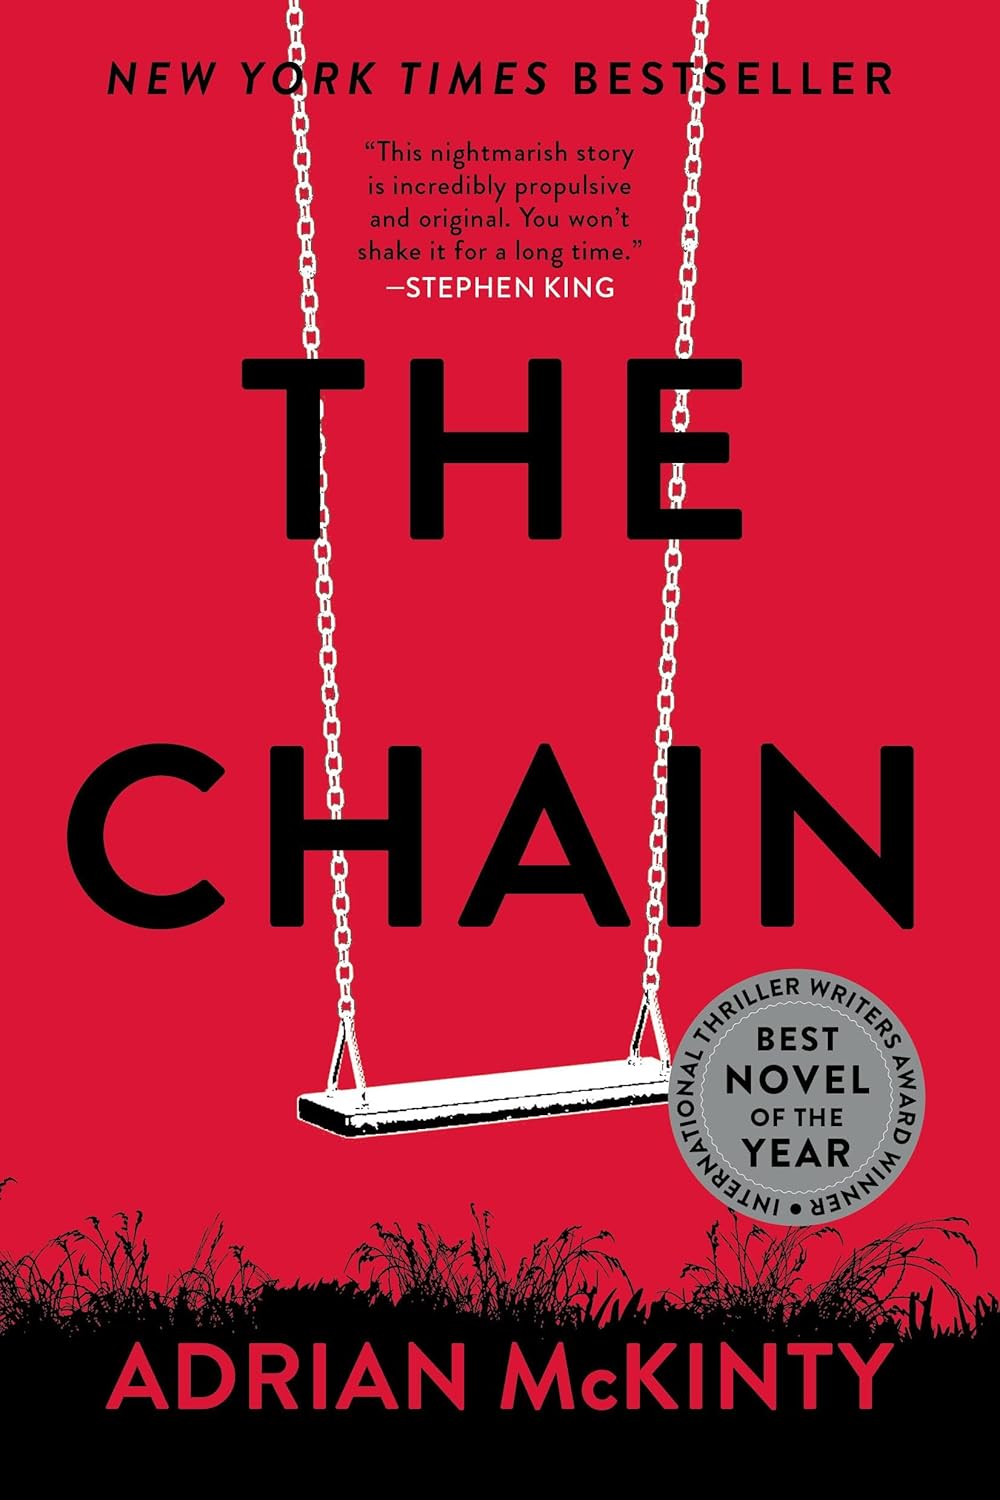 NEW YORK TIMES BESTSELLER
“This nightmarish story
is incredibly propulsive
and original. You won’t
shake it for a long time.”
—STEPHEN KING
THE
CHAIN
INTERNATIONAL THRILLER WRITERS AWARD WINNER •
BEST
NOVEL
OF THE
YEAR
ADRIAN McKINTY